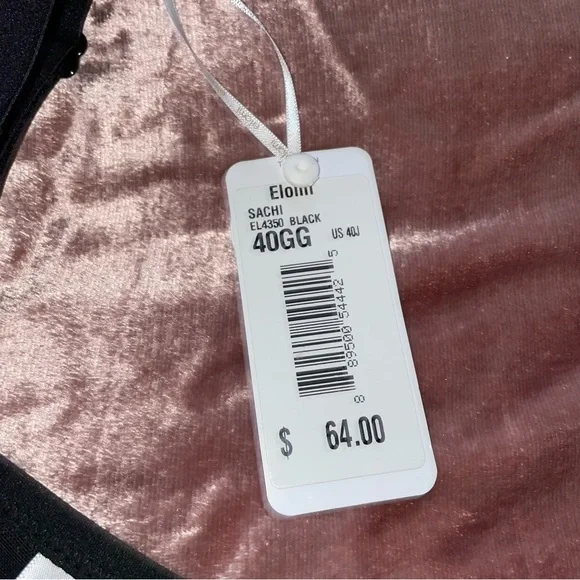 Elomi
SACHI
EL4350 BLACK
40GG US 40J
8 89500 54442 5
$ 64.00